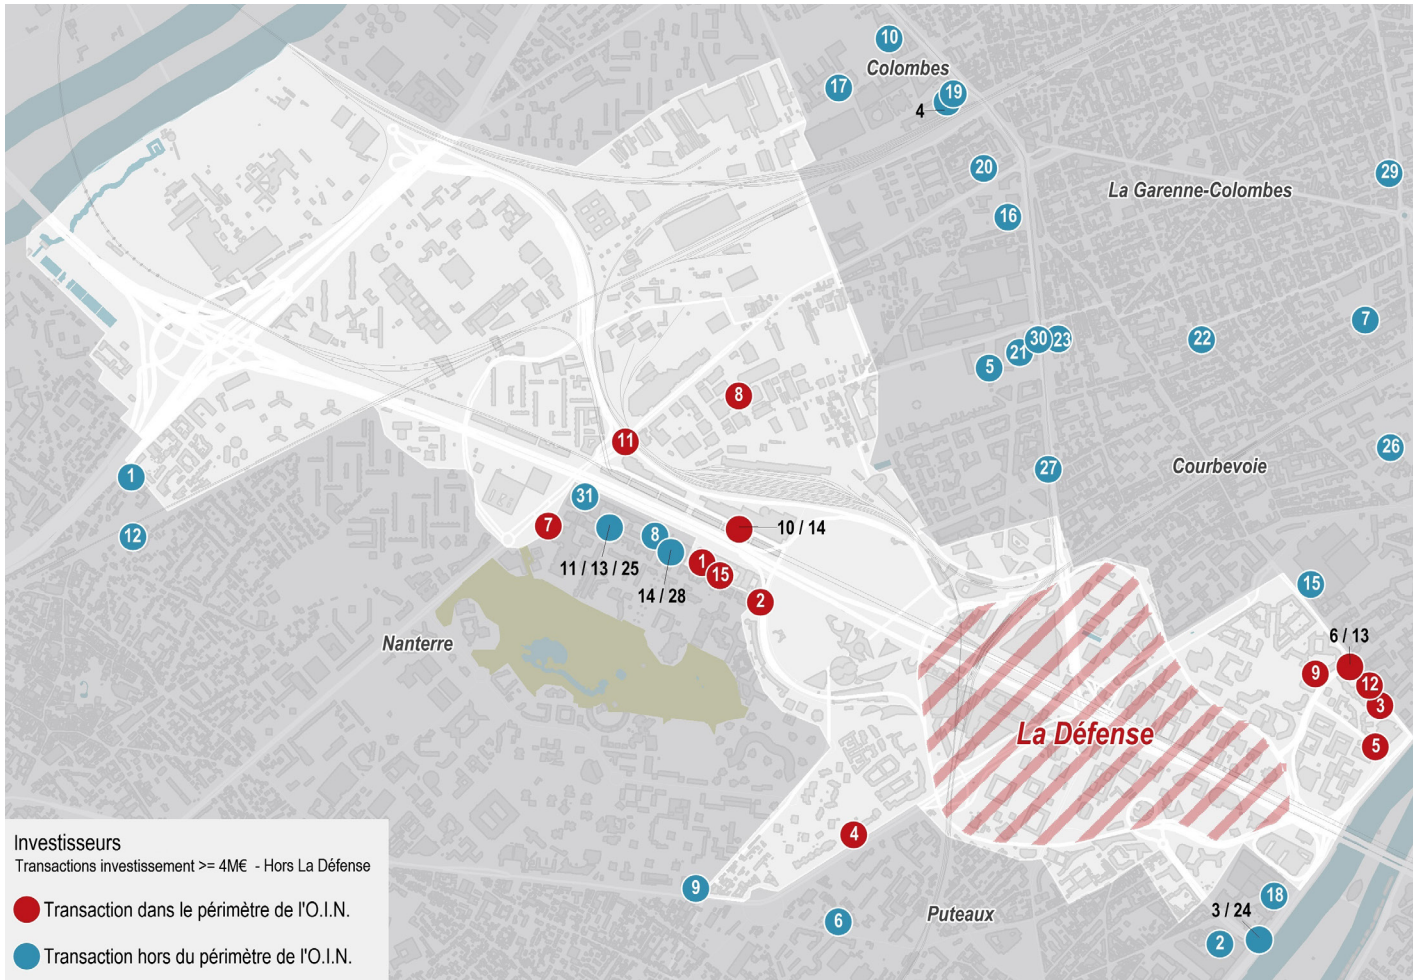 10
Colombes
17
19
4
20
29
La Garenne-Colombes
16
7
30
23
22
21
5
8
11
26
Courbevoie
27
1
31
12
7
8
10 / 14
11 / 13 / 25
1
15
14 / 28
2
15
Nanterre
6 / 13
9
12
3
La Défense
5
4
Investisseurs
Transactions investissement >= 4M€ - Hors La Défense
Transaction dans le périmètre de l'O.I.N.
Transaction hors du périmètre de l'O.I.N.
9
6
Puteaux
18
3 / 24
2